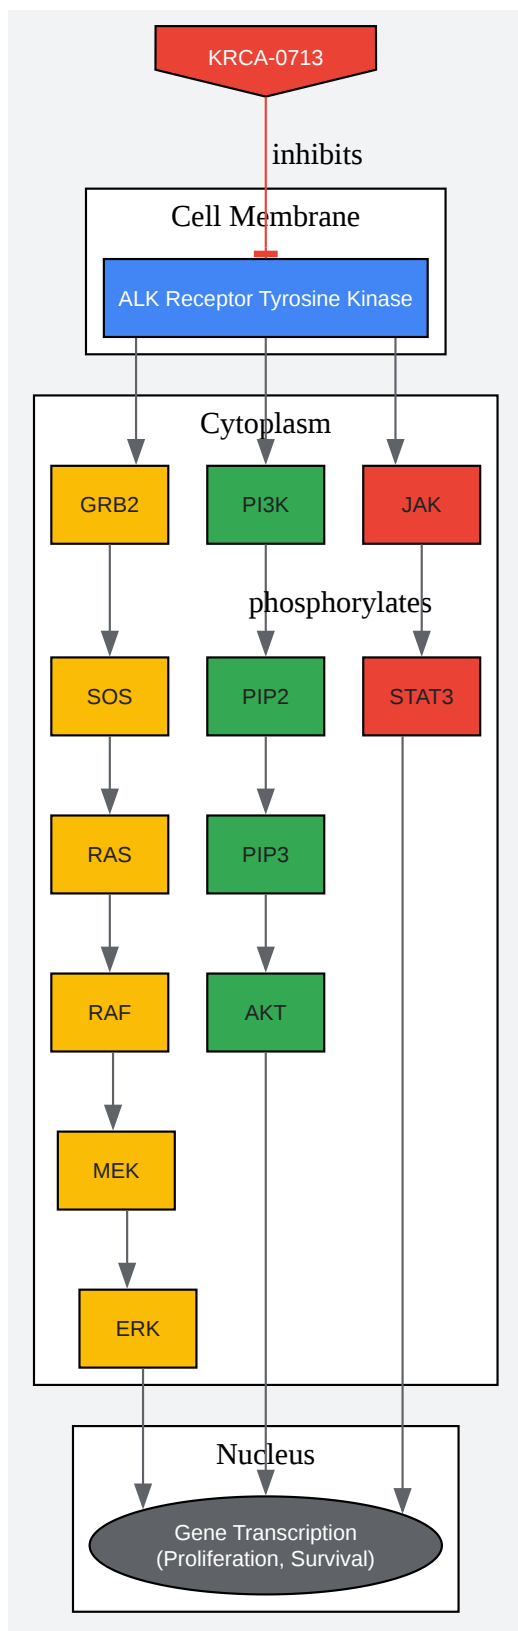 KRCA-0713
inhibits
Cell Membrane
ALK Receptor Tyrosine Kinase
Cytoplasm
GRB2
PI3K
JAK
phosphorylates
SOS
PIP2
STAT3
RAS
PIP3
RAF
AKT
MEK
ERK
Nucleus
Gene Transcription
(Proliferation, Survival)